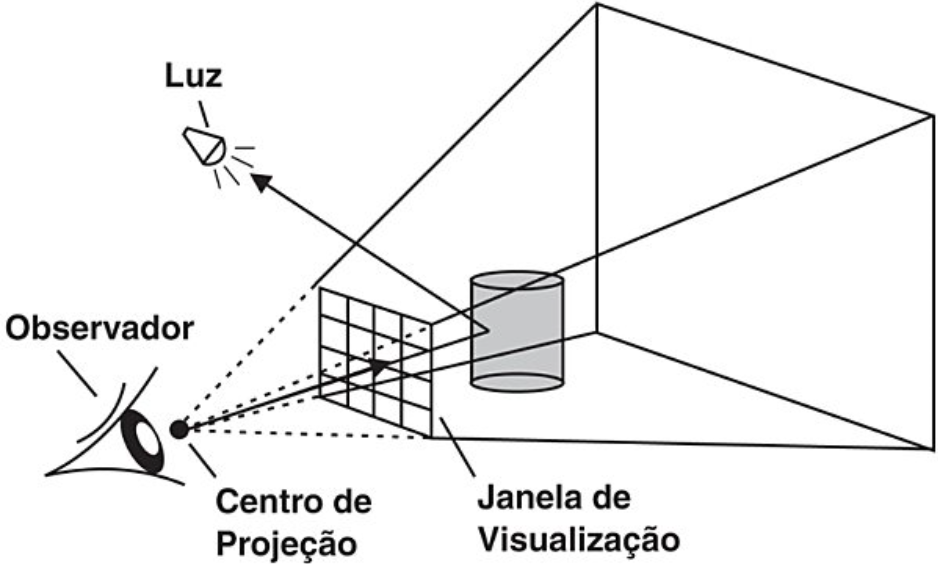 Luz
Observador
Centro de
Projeção
Janela de
Visualização